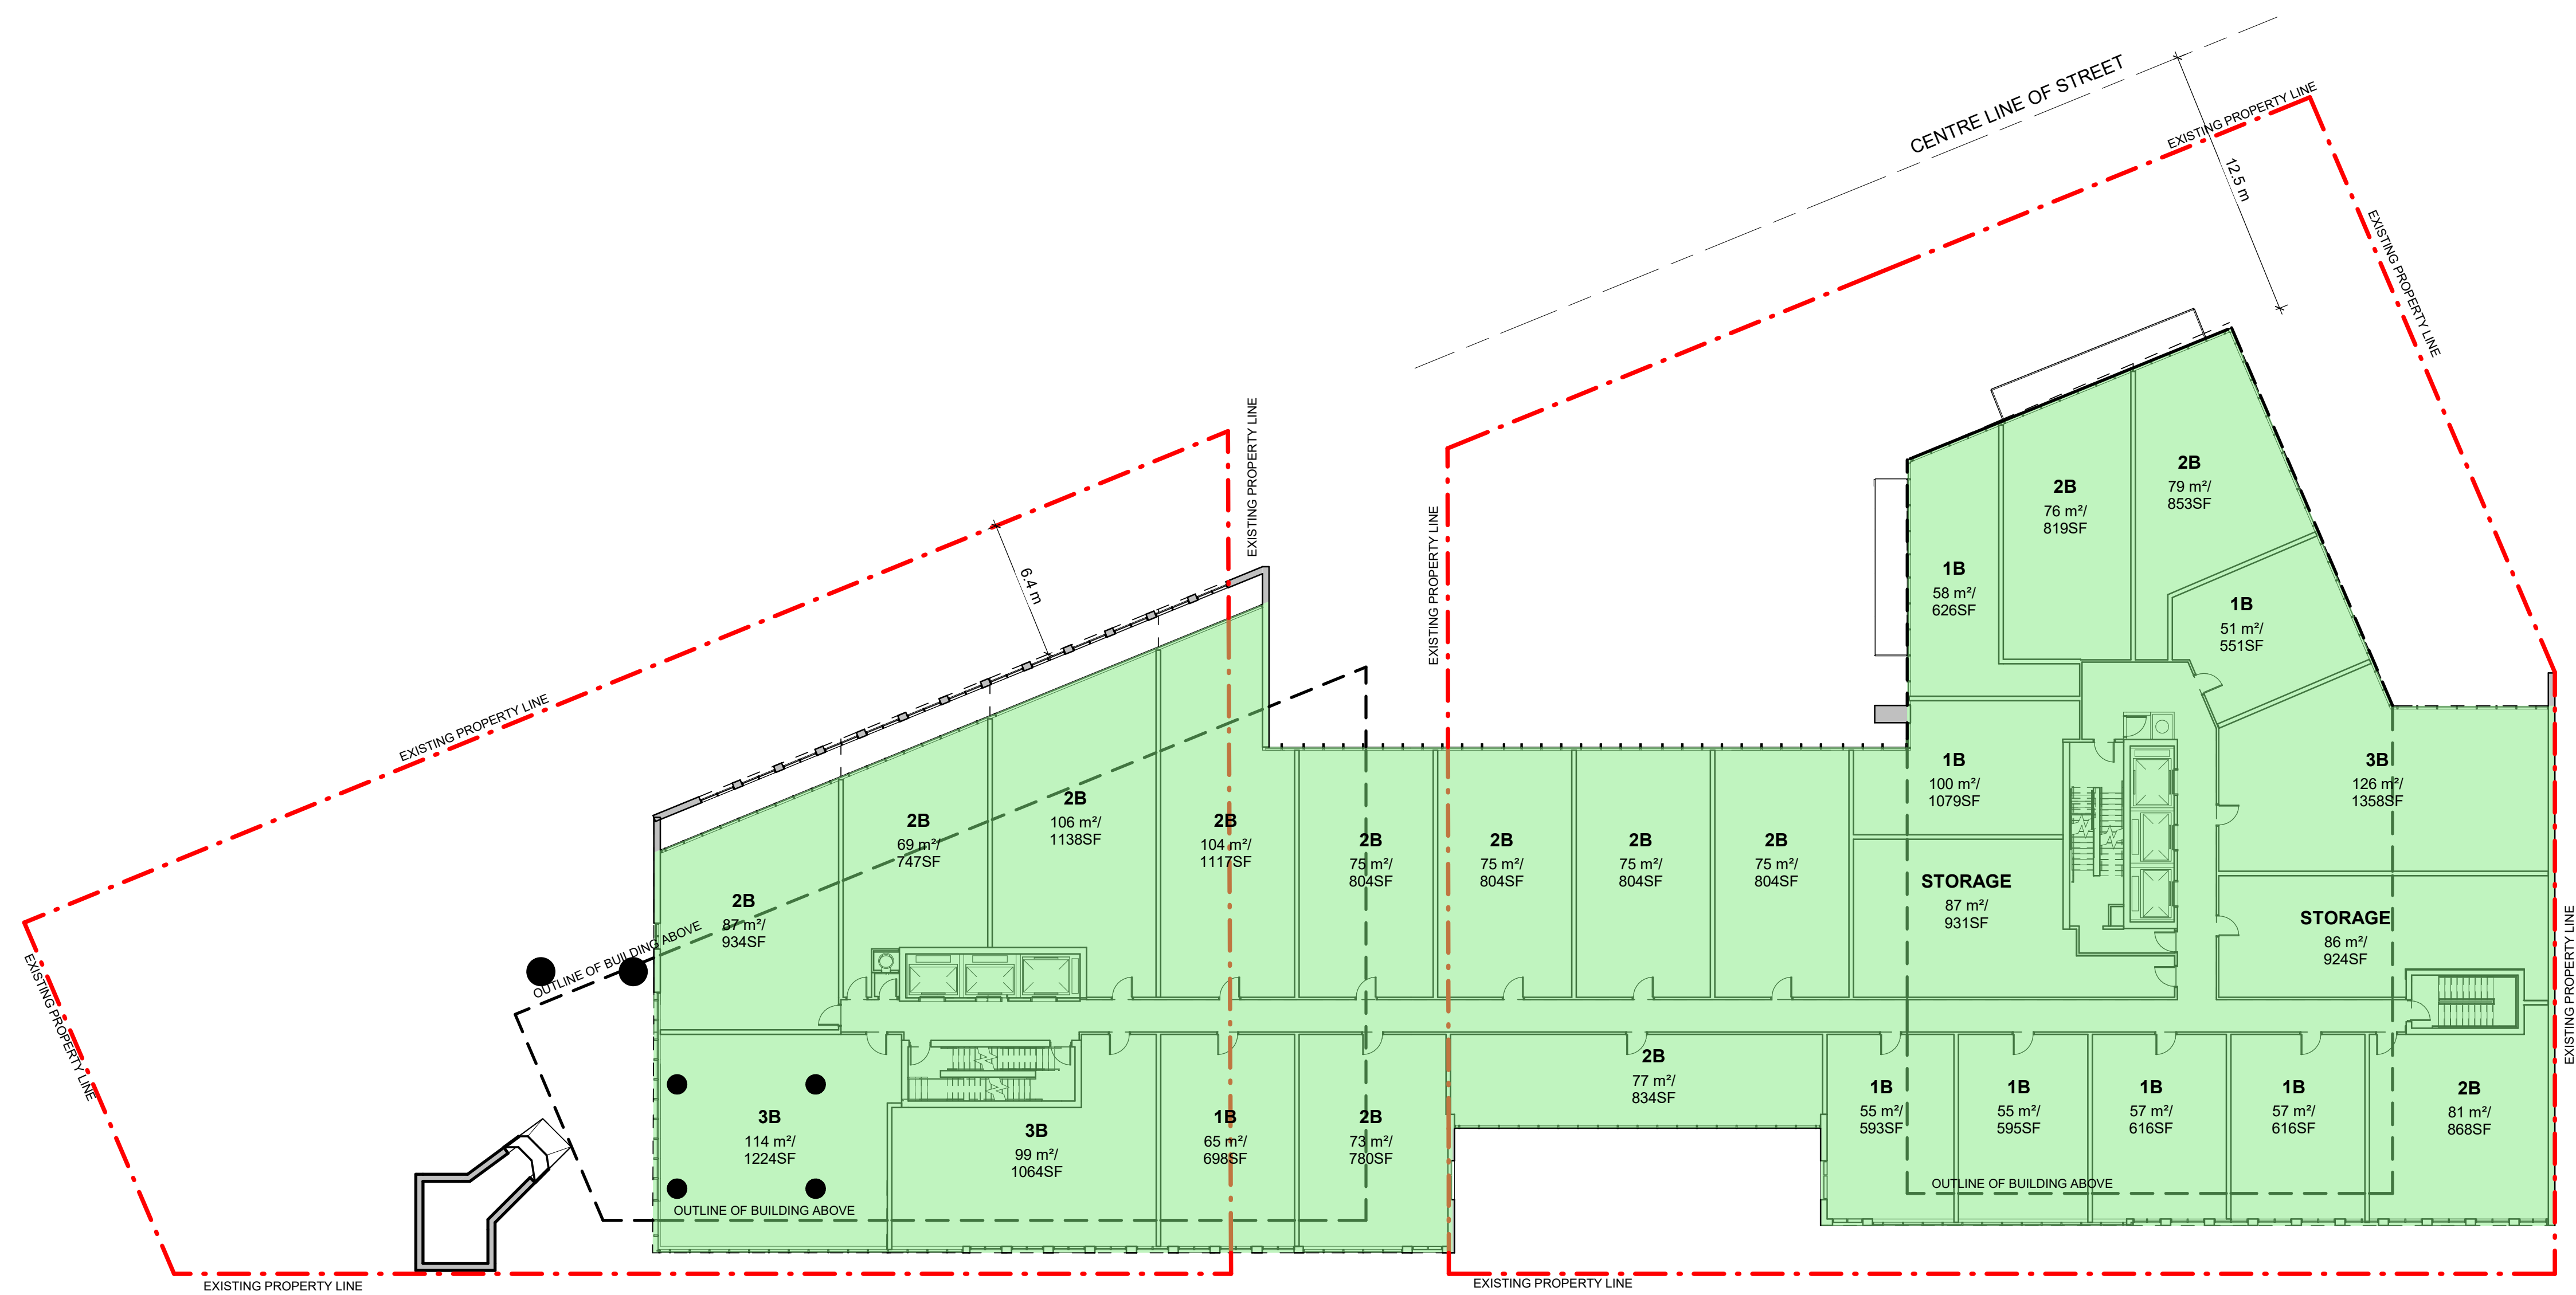 CENTRE LINE OF STREET
EXISTING PROPERTY LINE
12.5 m
EXISTING PROPERTY LINE
EXISTING PROPERTY LINE
EXISTING PROPERTY LINE
6.4 m
EXISTING PROPERTY LINE
EXISTING PROPERTY LINE
OUTLINE OF BUILDING ABOVE
2B
76 m²/
819SF
2B
79 m²/
853SF
1B
58 m²/
626SF
1B
51 m²/
551SF
2B
87 m²/
934SF
2B
69 m²/
747SF
2B
106 m²/
1138SF
2B
104 m²/
1117SF
2B
75 m²/
804SF
2B
75 m²/
804SF
2B
75 m²/
804SF
2B
75 m²/
804SF
1B
100 m²/
1079SF
3B
126 m²/
1358SF
STORAGE
87 m²/
931SF
STORAGE
86 m²/
924SF
EXISTING PROPERTY LINE
3B
114 m²/
1224SF
3B
99 m²/
1064SF
1B
65 m²/
698SF
2B
73 m²/
780SF
2B
77 m²/
834SF
1B
55 m²/
593SF
1B
55 m²/
595SF
1B
57 m²/
616SF
1B
57 m²/
616SF
2B
81 m²/
868SF
OUTLINE OF BUILDING ABOVE
OUTLINE OF BUILDING ABOVE
EXISTING PROPERTY LINE
EXISTING PROPERTY LINE